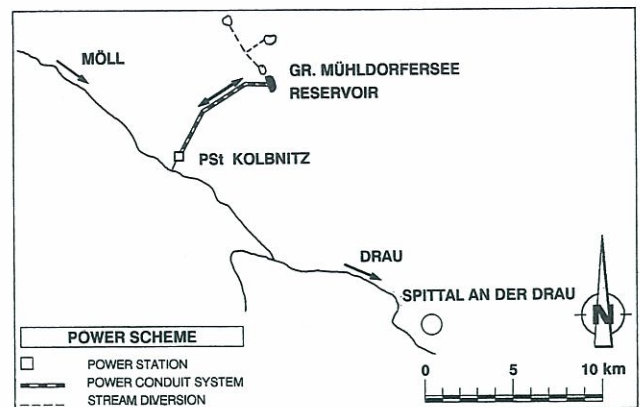 MÖLL
GR. MÜHLDORFERSEE
RESERVOIR
PSt KOLBNITZ
DRAU
SPITTAL AN DER DRAU
N
POWER SCHEME
POWER STATION
POWER CONDUIT SYSTEM
STREAM DIVERSION
0 5 10 km